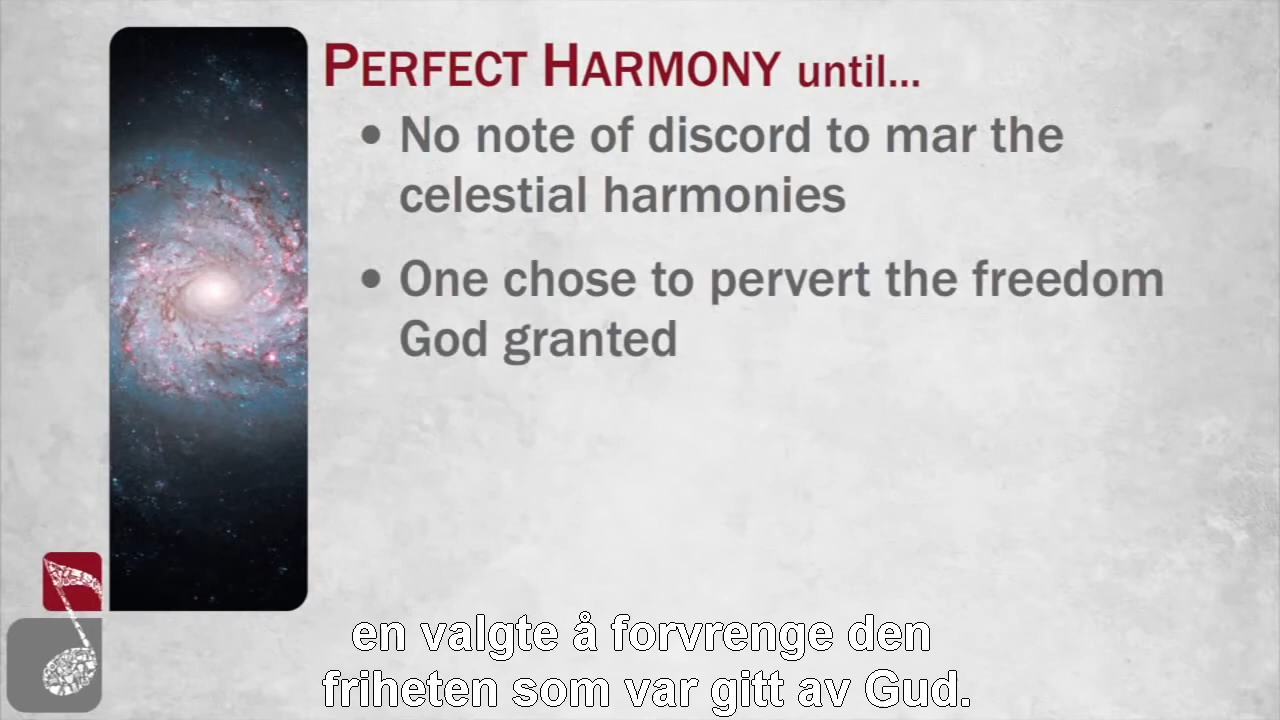 PERFECT HARMONY until...
• No note of discord to mar the
celestial harmonies
• One chose to pervert the freedom
God granted
en valgte å forvrenge den
friheten som var gitt av Gud.